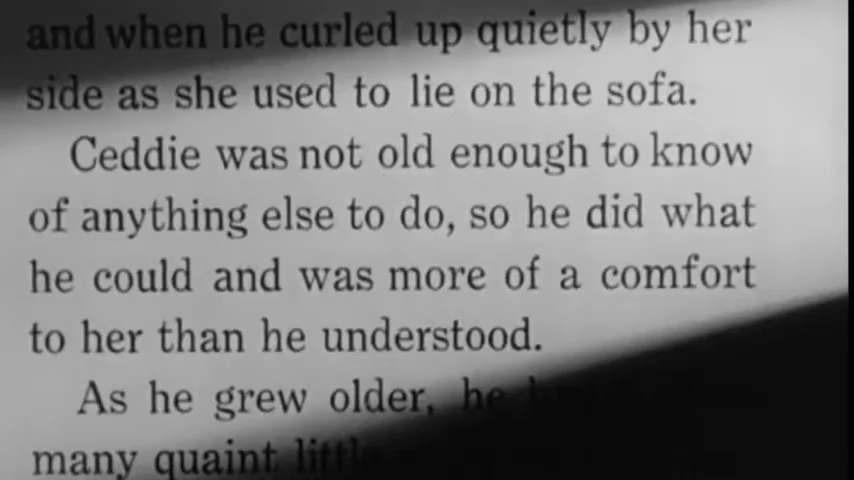 and when he curled up quietly by her
side as she used to lie on the sofa.
Ceddie was not old enough to know
of anything else to do, so he did what
he could and was more of a comfort
to her than he understood.
As he grew older, he
many quaint